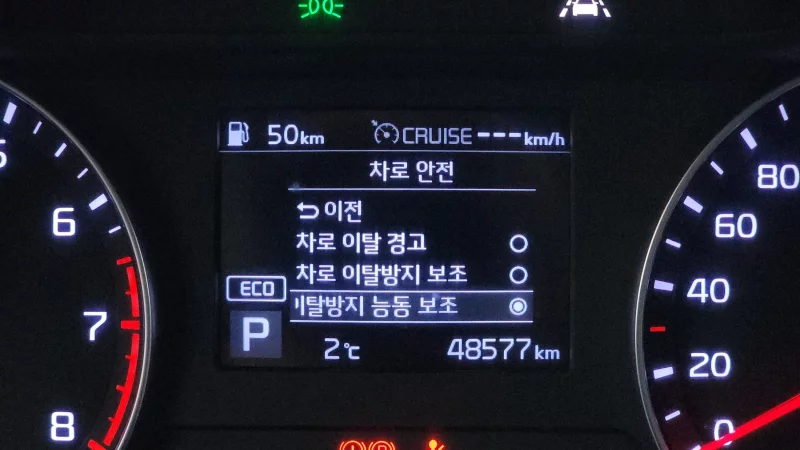 50km CRUISE ---km/h
차로 안전
이전
차로 이탈 경고
차로 이탈방지 보조
이탈방지 능동 보조
ECO
P
2℃ 48577km
6
7
8
80
60
40
20
0